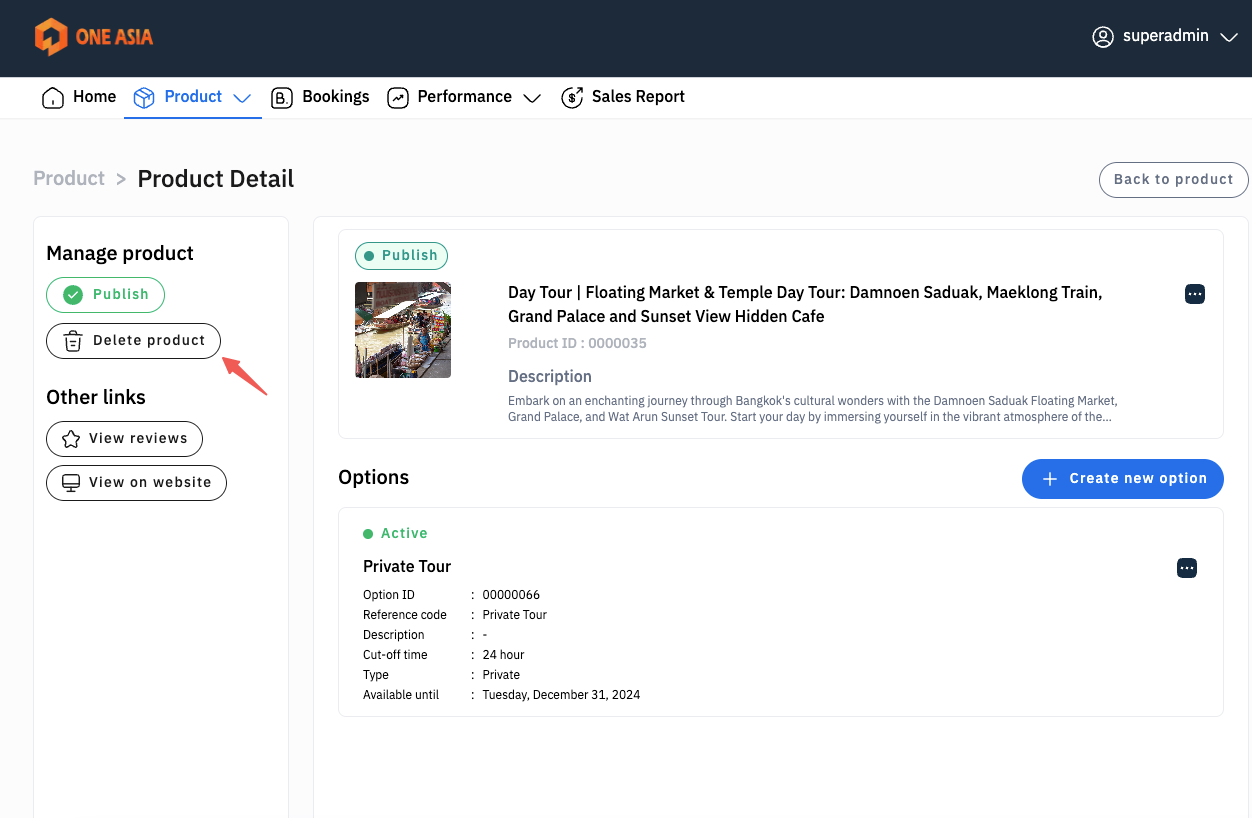 ONE ASIA
superadmin
Home
Product
Bookings
Performance
Sales Report
Product > Product Detail
Back to product
Manage product
Publish
Delete product
Other links
View reviews
View on website
Publish
Day Tour | Floating Market & Temple Day Tour: Damnoen Saduak, Maeklong Train,
Grand Palace and Sunset View Hidden Cafe
Product ID : 0000035
Description
Embark on an enchanting journey through Bangkok's cultural wonders with the Damnoen Saduak Floating Market,
Grand Palace, and Wat Arun Sunset Tour. Start your day by immersing yourself in the vibrant atmosphere of the...
Options
Create new option
Active
Private Tour
Option ID : 00000066
Reference code : Private Tour
Description : -
Cut-off time : 24 hour
Type : Private
Available until : Tuesday, December 31, 2024